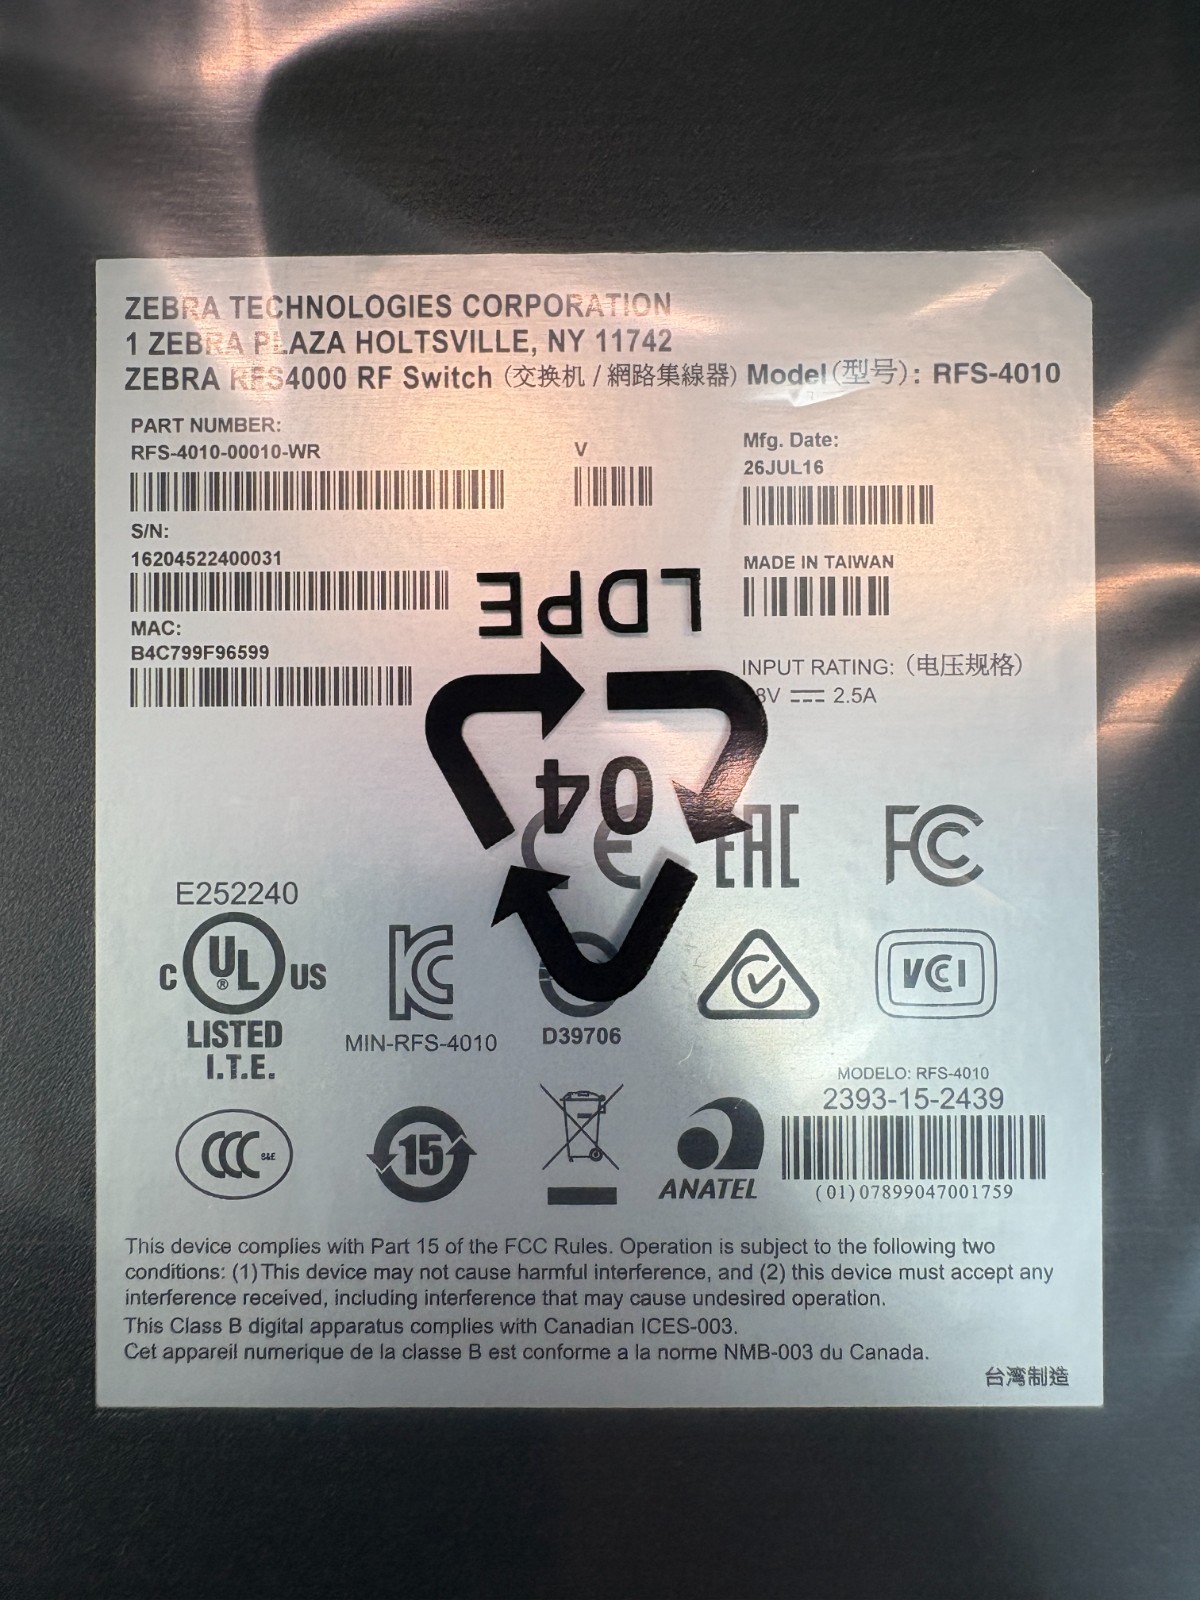 ZEBRA TECHNOLOGIES CORPORATION
1 ZEBRA PLAZA HOLTSVILLE, NY 11742
ZEBRA RFS4000 RF Switch (交换机 / 網路集線器) Model (型号): RFS-4010
PART NUMBER:
RFS-4010-00010-WR
V
Mfg. Date:
26JUL16
S/N:
16204522400031
MADE IN TAIWAN
LDPE
MAC:
B4C799F96599
INPUT RATING: (电压规格)
8V 2.5A
04
CE
EAC
FC
E252240
C UL ® US
LISTED
I.T.E.
KC
MIN-RFS-4010
D39706
VCCI
MODELO: RFS-4010
2393-15-2439
CCC S&E
15
ANATEL
(01)07899047001759
This device complies with Part 15 of the FCC Rules. Operation is subject to the following two
conditions: (1) This device may not cause harmful interference, and (2) this device must accept any
interference received, including interference that may cause undesired operation.
This Class B digital apparatus complies with Canadian ICES-003.
Cet appareil numerique de la classe B est conforme a la norme NMB-003 du Canada.
台湾制造